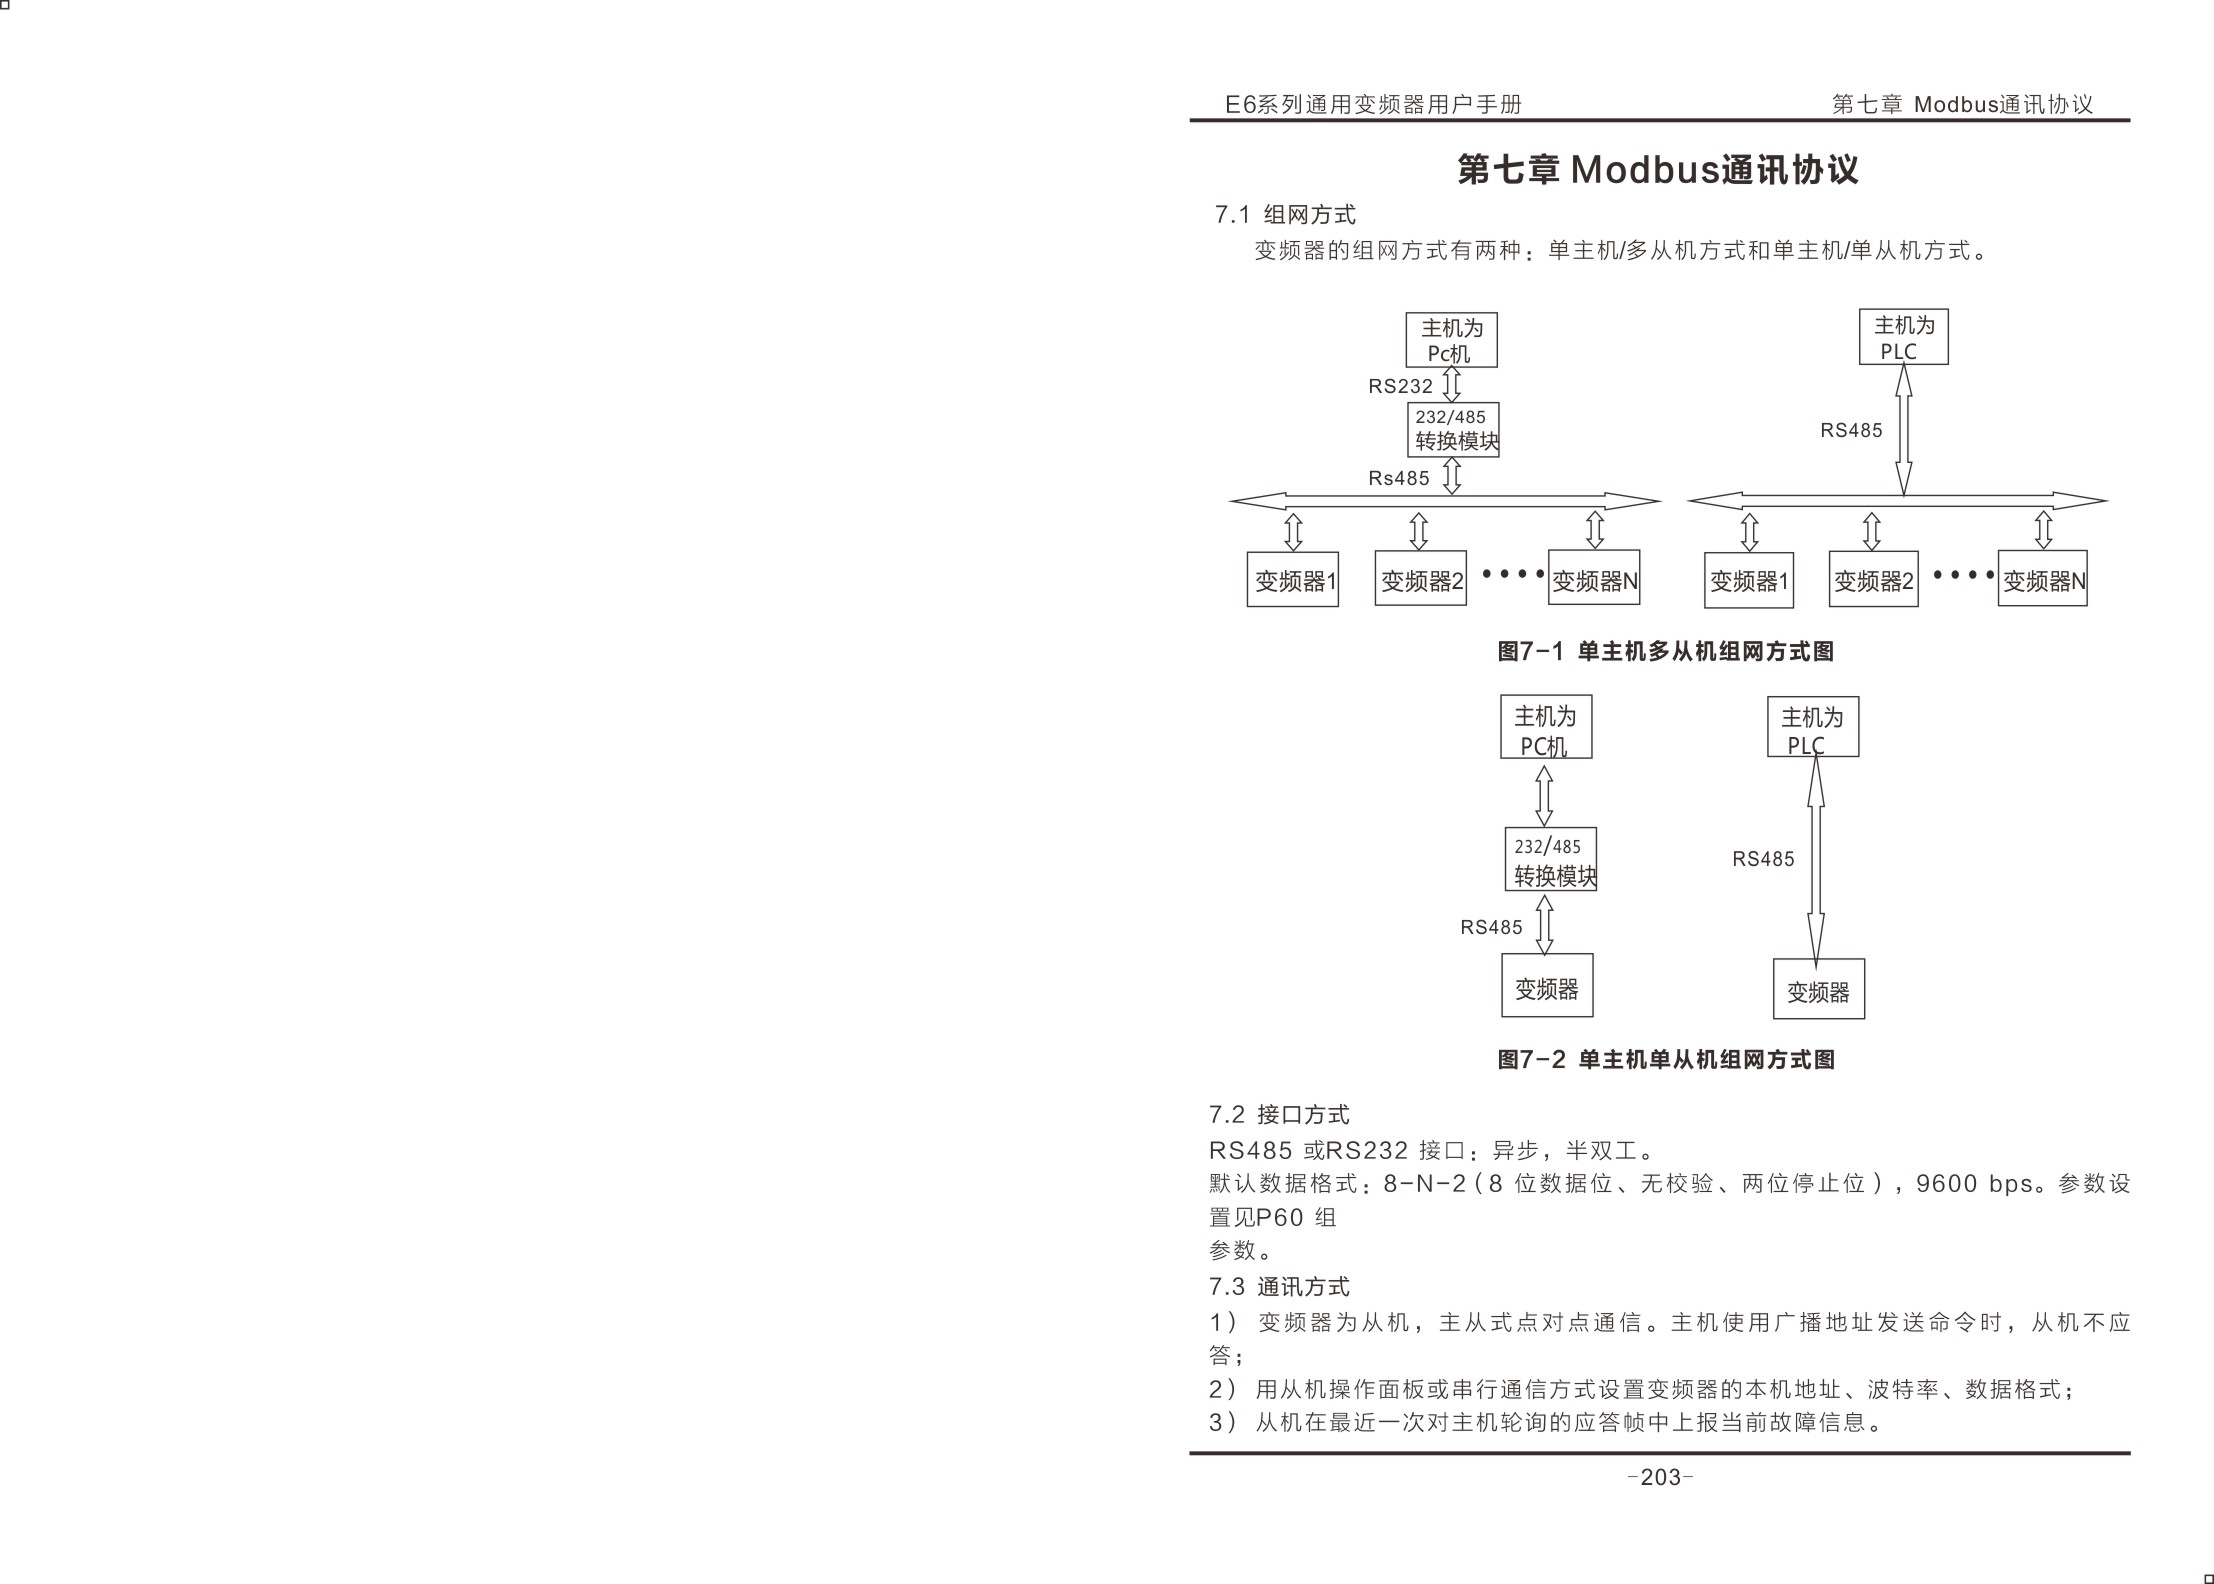 E6系列通用变频器用户手册 第七章 Modbus通讯协议
第七章 Modbus通讯协议
7.1 组网方式
变频器的组网方式有两种：单主机/多从机方式和单主机/单从机方式。
主机为
Pc机
RS232
232/485
转换模块
Rs485
变频器1 变频器2 •••• 变频器N
主机为
PLC
RS485
变频器1 变频器2 •••• 变频器N
图7-1 单主机多从机组网方式图
主机为
PC机
232/485
转换模块
RS485
变频器
主机为
PLC
RS485
变频器
图7-2 单主机单从机组网方式图
7.2 接口方式
RS485 或RS232 接口：异步，半双工。
默认数据格式：8-N-2（8 位数据位、无校验、两位停止位），9600 bps。参数设
置见P60 组
参数。
7.3 通讯方式
1） 变频器为从机，主从式点对点通信。主机使用广播地址发送命令时，从机不应
答；
2） 用从机操作面板或串行通信方式设置变频器的本机地址、波特率、数据格式；
3） 从机在最近一次对主机轮询的应答帧中上报当前故障信息。
-203-